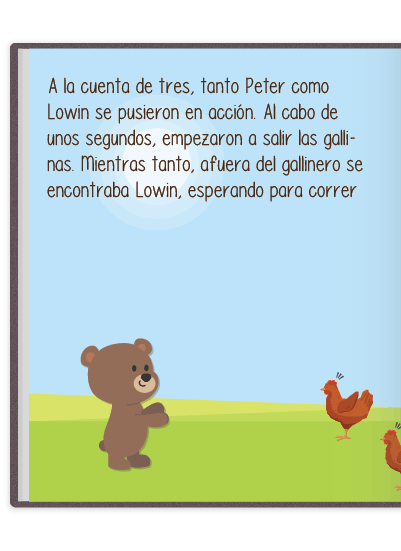 A la cuenta de tres, tanto Peter como
Lowin se pusieron en acción. Al cabo de
unos segundos, empezaron a salir las galli-
nas. Mientras tanto, afuera del gallinero se
encontraba Lowin, esperando para correr